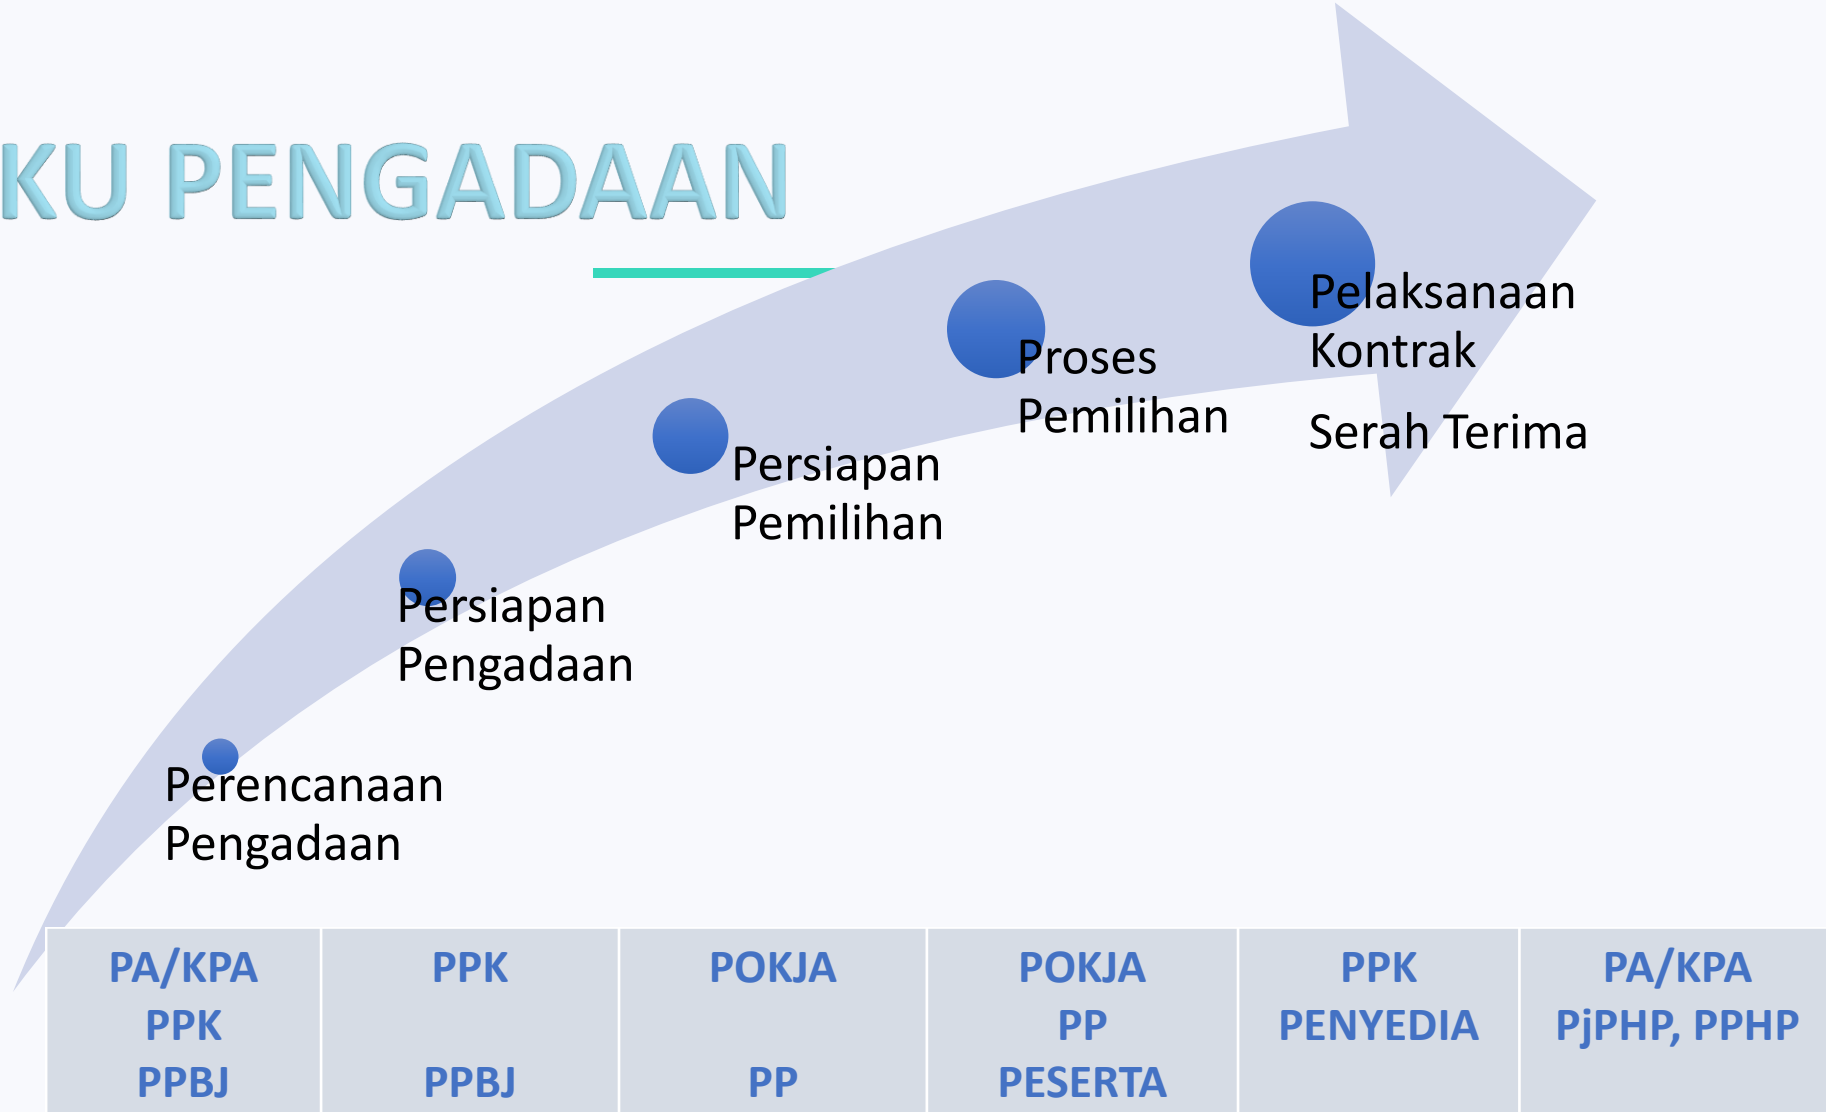 KU PENGADAAN
Pelaksanaan
Kontrak
Serah Terima
Proses
Pemilihan
Persiapan
Pemilihan
Persiapan
Pengadaan
Perencanaan
Pengadaan
PA/KPA
PPK
PPBJ
PPK
PPBJ
POKJA
PP
POKJA
PP
PESERTA
PPK
PENYEDIA
PA/KPA
PjPHP, PPHP